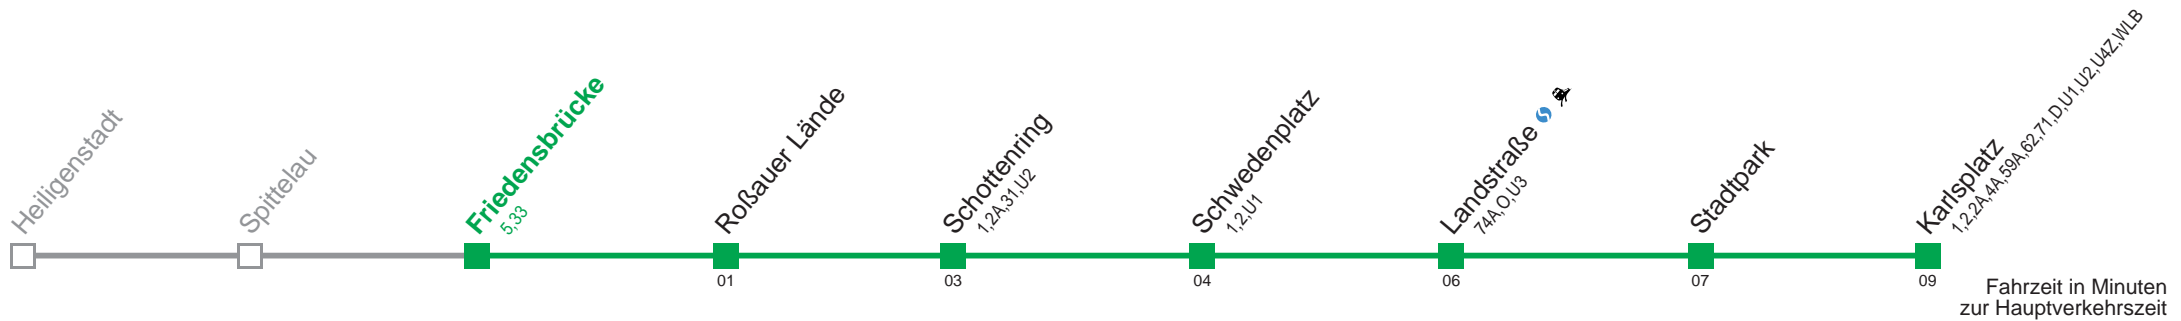 Heiligenstadt
Spittelau
Friedensbrücke
5,33
Roßauer Lände
Schottenring
1,2A,31,U2
Schwedenplatz
1,2,U1
Landstraße
74A,O,U3
Stadtpark
Karlsplatz
1,2,2A,4A,59A,62,71,D,U1,U2,U4Z,WLB
01
03
04
06
07
09
Fahrzeit in Minuten
zur Hauptverkehrszeit